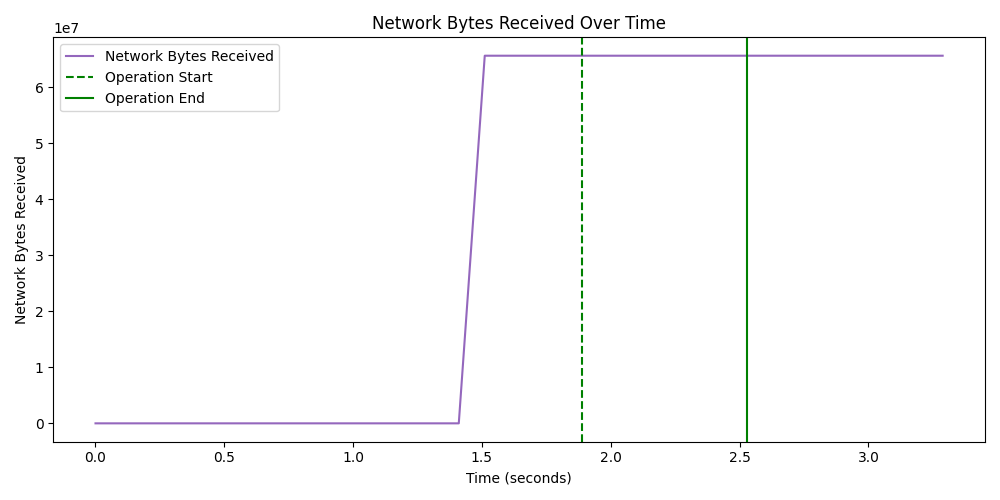 Network Bytes Received Over Time
1e7
Network Bytes Received
Operation Start
Operation End
Network Bytes Received
6
5
4
3
2
1
0
0.0 0.5 1.0 1.5 2.0 2.5 3.0
Time (seconds)